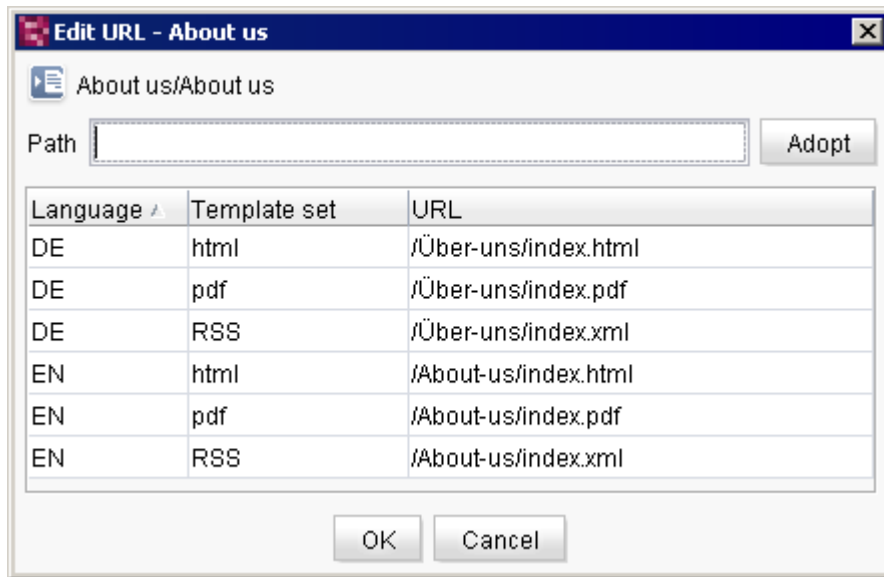 Edit URL - About us
About us/About us
Path Adopt
Language Template set URL
DE html /Über-uns/index.html
DE pdf /Über-uns/index.pdf
DE RSS /Über-uns/index.xml
EN html /About-us/index.html
EN pdf /About-us/index.pdf
EN RSS /About-us/index.xml
OK Cancel